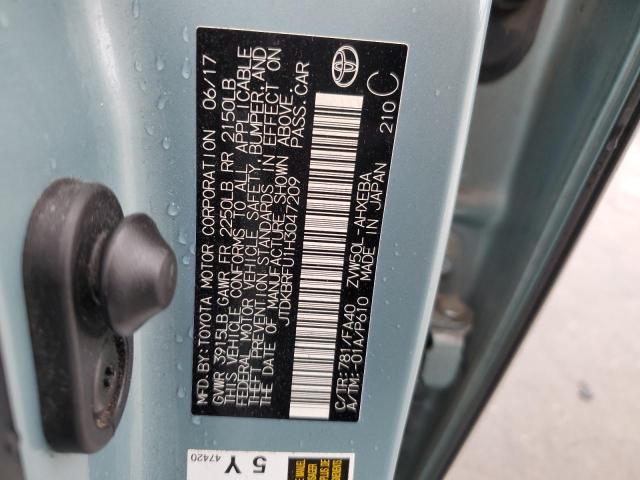 MFD. BY: TOYOTA MOTOR CORPORATION 06/17
GVWR 3915LB GAWR FR 2250LB RR 2150LB
THIS VEHICLE CONFORMS TO ALL APPLICABLE
FEDERAL MOTOR VEHICLE SAFETY, BUMPER, AND
THEFT PREVENTION STANDARDS IN EFFECT ON
THE DATE OF MANUFACTURE SHOWN ABOVE.
JTDKBRFU1H3047209 PASS. CAR
C/TR: 781/FA40 ZVW50L-AHXEBA
A/TM: -01A/P610 MADE IN JAPAN 210 C
5 Y
47420